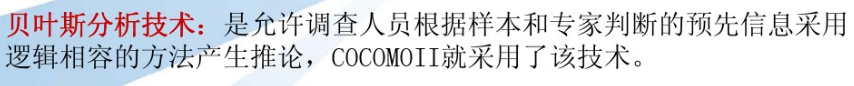 贝叶斯分析技术：是允许调查人员根据样本和专家判断的预先信息采用
逻辑相容的方法产生推论，COCOMOII就采用了该技术。